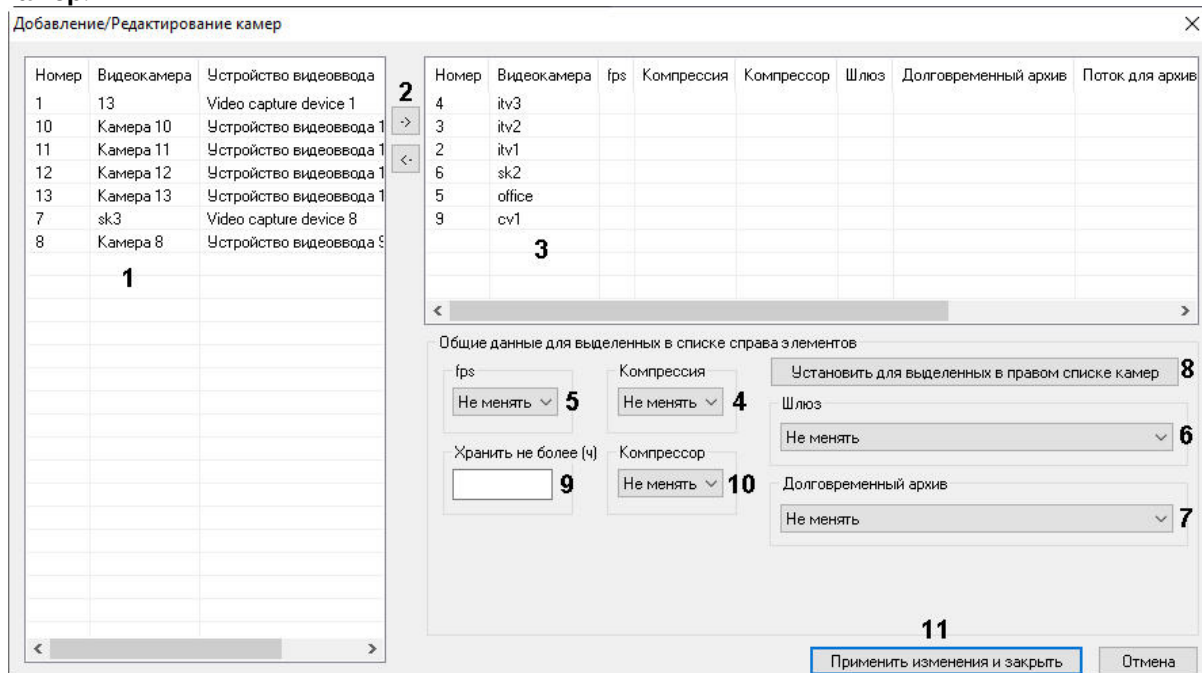 Добавление/Редактирование камер
Номер Видеокамера Устройство видеоввода
1 13 Video capture device 1
10 Камера 10 Устройство видеоввода 1
11 Камера 11 Устройство видеоввода 1
12 Камера 12 Устройство видеоввода 1
13 Камера 13 Устройство видеоввода 1
7 sk3 Video capture device 8
8 Камера 8 Устройство видеоввода 9
1
2
->
<-
Номер Видеокамера fps Компрессия Компрессор Шлюз Долговременный архив Поток для архив
4 itv3
3 itv2
2 itv1
6 sk2
5 office
9 cv1
3
Общие данные для выделенных в списке справа элементов
fps
Не менять 5
Компрессия
Не менять 4
Установить для выделенных в правом списке камер 8
Шлюз
Не менять 6
Хранить не более (ч)
9
Компрессор
Не менять 10
Долговременный архив
Не менять 7
11
Применить изменения и закрыть Отмена